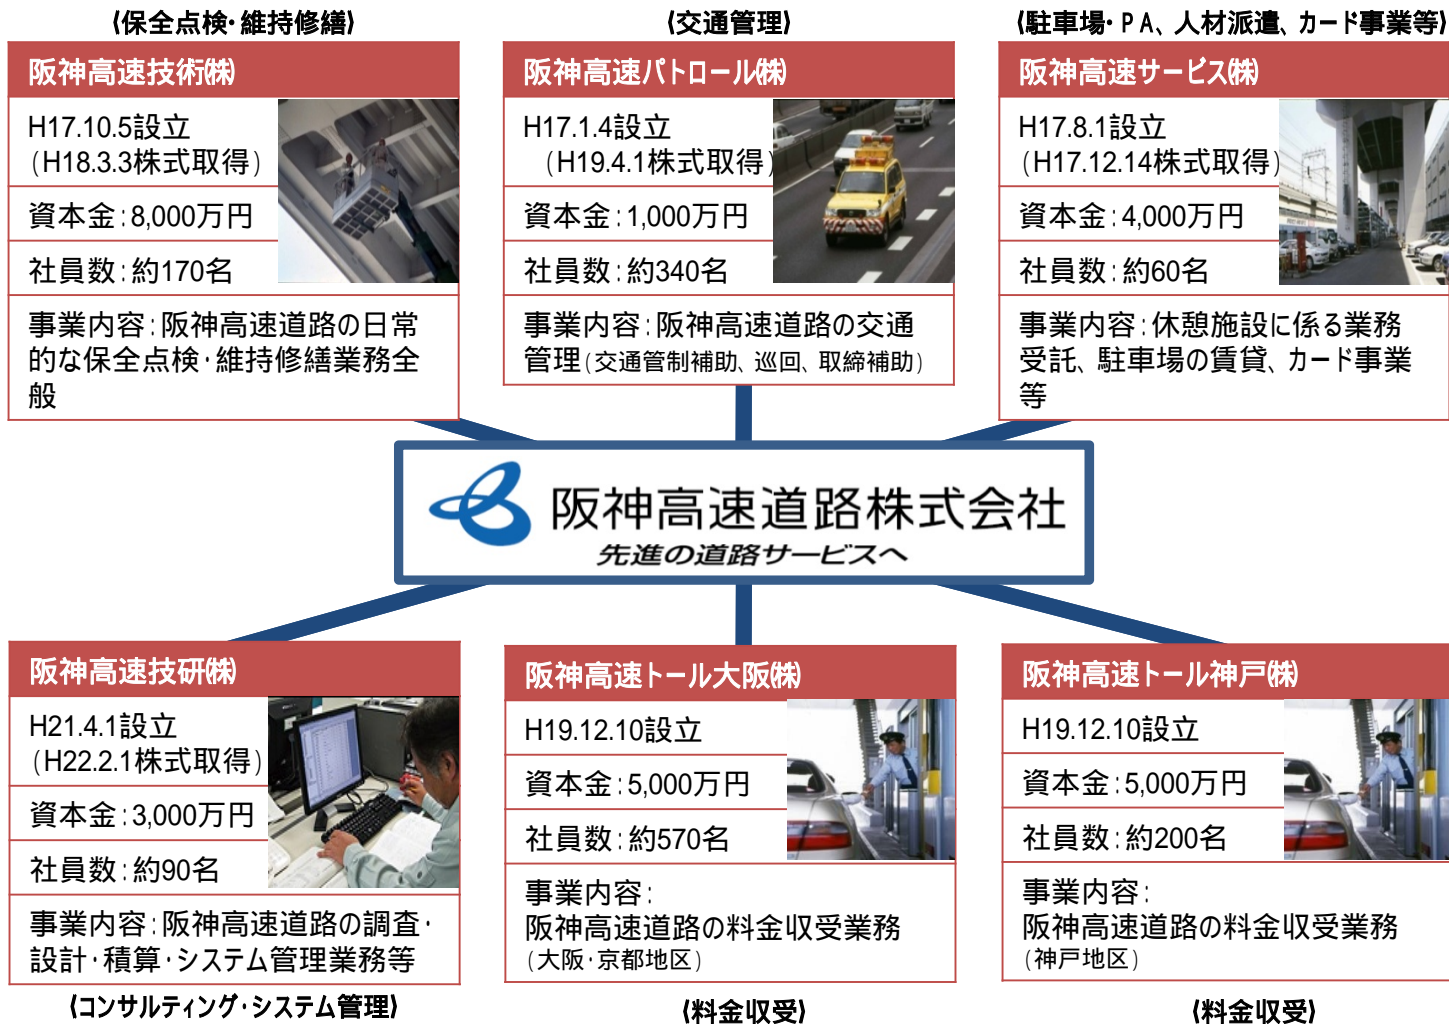 (保全点検・維持修繕)
阪神高速技術㈱
H17.10.5設立
(H18.3.3株式取得)
資本金:8,000万円
社員数:約170名
事業内容:阪神高速道路の日常
的な保全点検・維持修繕業務全
般
(交通管理)
阪神高速パトロール㈱
H17.1.4設立
(H19.4.1株式取得)
資本金:1,000万円
社員数:約340名
事業内容:阪神高速道路の交通
管理(交通管制補助、巡回、取締補助)
(駐車場・PA、人材派遣、カード事業等)
阪神高速サービス㈱
H17.8.1設立
(H17.12.14株式取得)
資本金:4,000万円
社員数:約60名
事業内容:休憩施設に係る業務
受託、駐車場の賃貸、カード事業
等
阪神高速道路株式会社
先進の道路サービスへ
阪神高速技研㈱
H21.4.1設立
(H22.2.1株式取得)
資本金:3,000万円
社員数:約90名
事業内容:阪神高速道路の調査・
設計・積算・システム管理業務等
(コンサルティング・システム管理)
阪神高速トール大阪㈱
H19.12.10設立
資本金:5,000万円
社員数:約570名
事業内容:
阪神高速道路の料金収受業務
(大阪・京都地区)
(料金収受)
阪神高速トール神戸㈱
H19.12.10設立
資本金:5,000万円
社員数:約200名
事業内容:
阪神高速道路の料金収受業務
(神戸地区)
(料金収受)